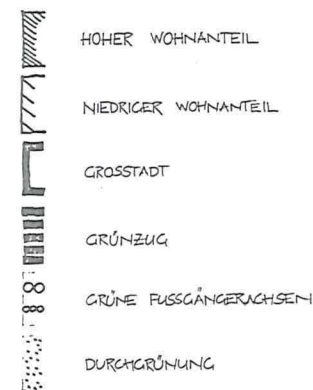 HOHER WOHNANTEIL
NIEDRIGER WOHNANTEIL
GROSSTADT
GRÜNZUG
GRÜNE FUSSGÄNGERACHSEN
DURCHGRÜNUNG